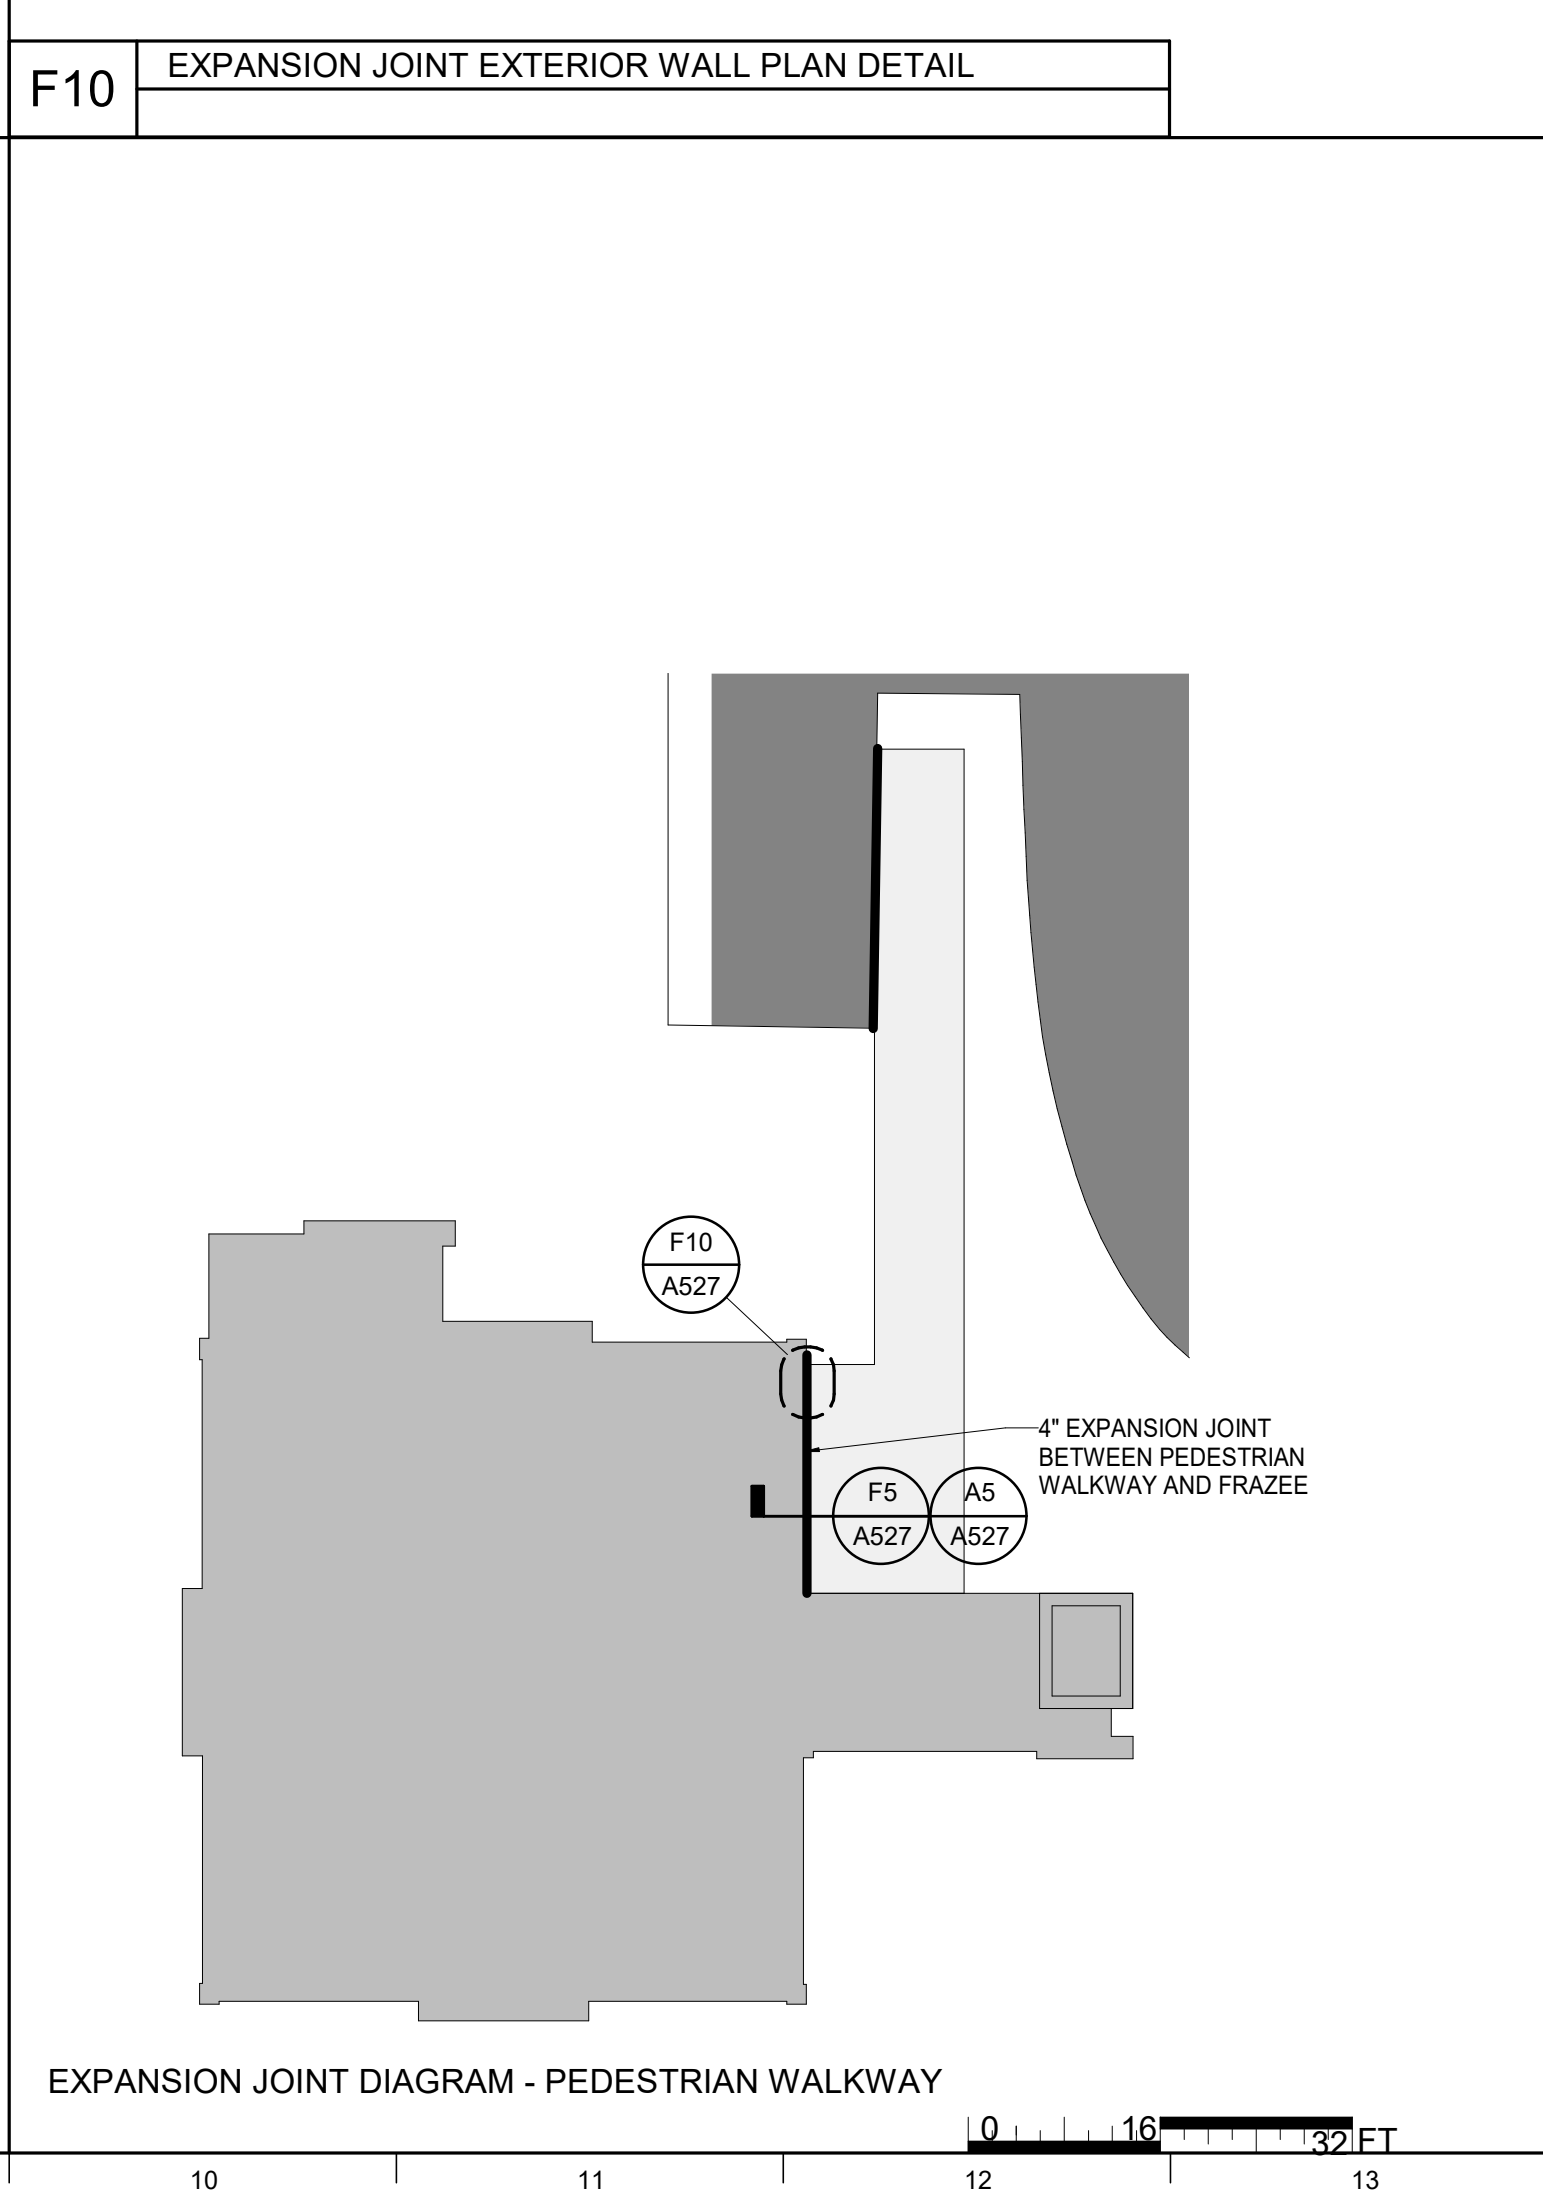 F10
EXPANSION JOINT EXTERIOR WALL PLAN DETAIL
F10
A527
4" EXPANSION JOINT
BETWEEN PEDESTRIAN
WALKWAY AND FRAZEE
F5
A527
A5
A527
EXPANSION JOINT DIAGRAM - PEDESTRIAN WALKWAY
0 16 32 FT
10 11 12 13